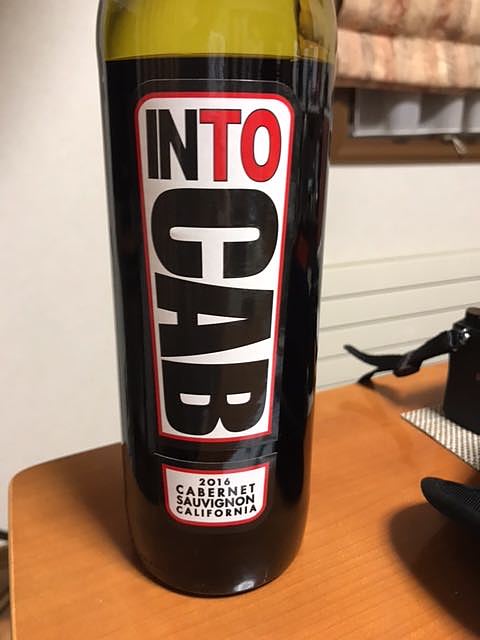 INTO
CAB
2016
CABERNET
SAUVIGNON
CALIFORNIA